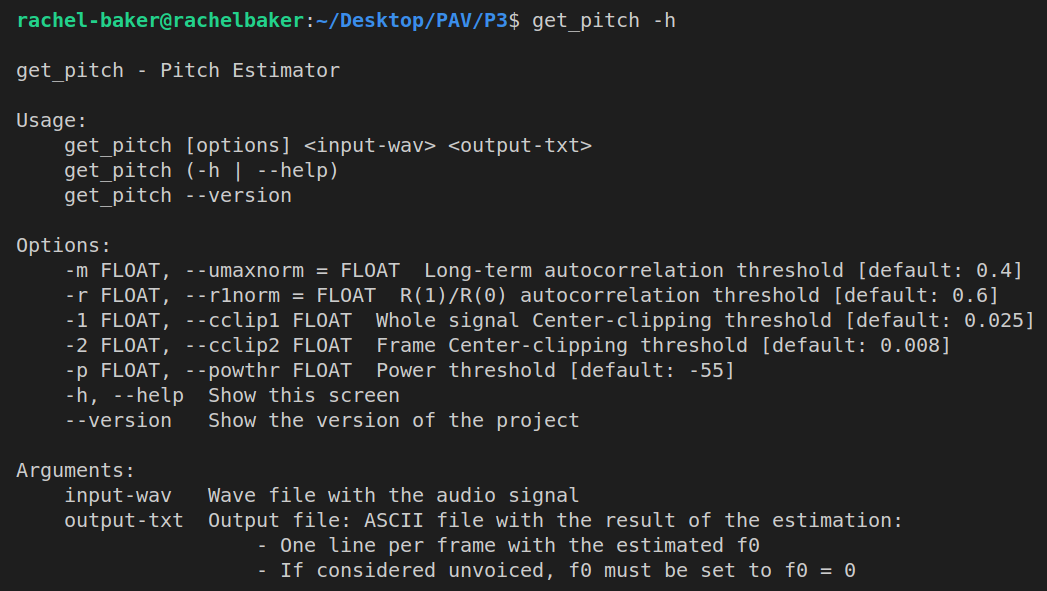 rachel-baker@rachelbaker:~/Desktop/PAV/P3$ get_pitch -h
get_pitch - Pitch Estimator
Usage:
get_pitch [options] <input-wav> <output-txt>
get_pitch (-h | --help)
get_pitch --version
Options:
-m FLOAT, --umaxnorm = FLOAT  Long-term autocorrelation threshold [default: 0.4]
-r FLOAT, --r1norm = FLOAT  R(1)/R(0) autocorrelation threshold [default: 0.6]
-1 FLOAT, --cclip1 FLOAT  Whole signal Center-clipping threshold [default: 0.025]
-2 FLOAT, --cclip2 FLOAT  Frame Center-clipping threshold [default: 0.008]
-p FLOAT, --powthr FLOAT  Power threshold [default: -55]
-h, --help  Show this screen
--version   Show the version of the project
Arguments:
input-wav   Wave file with the audio signal
output-txt  Output file: ASCII file with the result of the estimation:
- One line per frame with the estimated f0
- If considered unvoiced, f0 must be set to f0 = 0